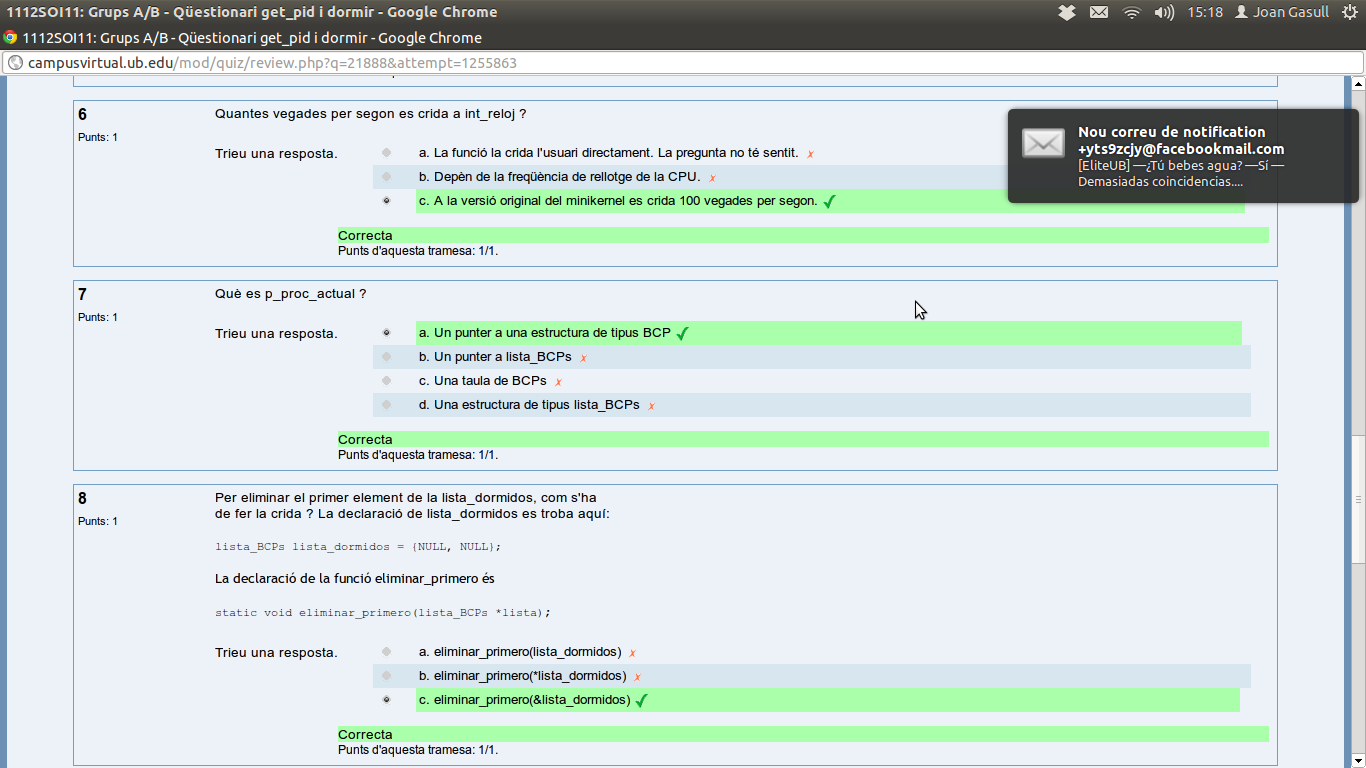 1112SOI11: Grups A/B - Qüestionari get_pid i dormir - Google Chrome
15:18
Joan Gasull
1112SOI11: Grups A/B - Qüestionari get_pid i dormir - Google Chrome
campusvirtual.ub.edu/mod/quiz/review.php?q=21888&attempt=1255863
Nou correu de notification
+yts9zcjy@facebookmail.com
[EliteUB] —¿Tú bebes agua? —Sí —
Demasiadas coincidencias....
6
Punts: 1
Quantes vegades per segon es crida a int_reloj ?
Trieu una resposta.
a. La funció la crida l'usuari directament. La pregunta no té sentit.
b. Depèn de la freqüència de rellotge de la CPU.
c. A la versió original del minikernel es crida 100 vegades per segon.
Correcta
Punts d'aquesta tramesa: 1/1.
7
Punts: 1
Què es p_proc_actual ?
Trieu una resposta.
a. Un punter a una estructura de tipus BCP
b. Un punter a lista_BCPs
c. Una taula de BCPs
d. Una estructura de tipus lista_BCPs
Correcta
Punts d'aquesta tramesa: 1/1.
8
Punts: 1
Per eliminar el primer element de la lista_dormidos, com s'ha
de fer la crida ? La declaració de lista_dormidos es troba aquí:
lista_BCPs lista_dormidos = {NULL, NULL};
La declaració de la funció eliminar_primero és
static void eliminar_primero(lista_BCPs *lista);
Trieu una resposta.
a. eliminar_primero(lista_dormidos)
b. eliminar_primero(*lista_dormidos)
c. eliminar_primero(&lista_dormidos)
Correcta
Punts d'aquesta tramesa: 1/1.